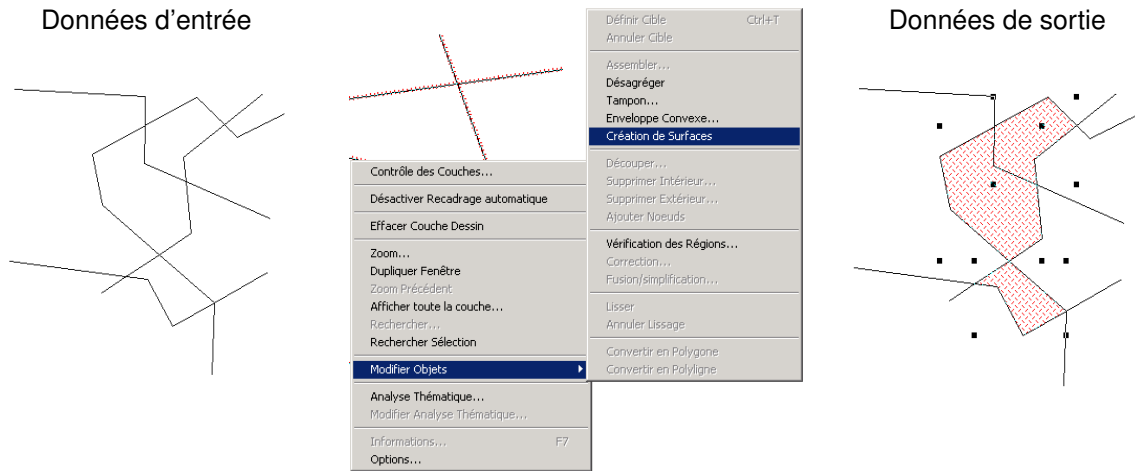 Données d'entrée
Données de sortie
Définir Cible Ctrl+T
Annuler Cible
Assembler...
Désagréger
Tampon...
Enveloppe Convexe...
Création de Surfaces
Découper...
Supprimer Intérieur...
Supprimer Extérieur...
Ajouter Noeuds
Vérification des Régions...
Correction...
Fusion/simplification...
Lisser
Annuler Lissage
Convertir en Polygone
Convertir en Polyligne
Contrôle des Couches...
Désactiver Recadrage automatique
Effacer Couche Dessin
Zoom...
Dupliquer Fenêtre
Zoom Précédent
Afficher toute la couche...
Rechercher...
Rechercher Sélection
Modifier Objets
Analyse Thématique...
Modifier Analyse Thématique...
Informations... F7
Options...